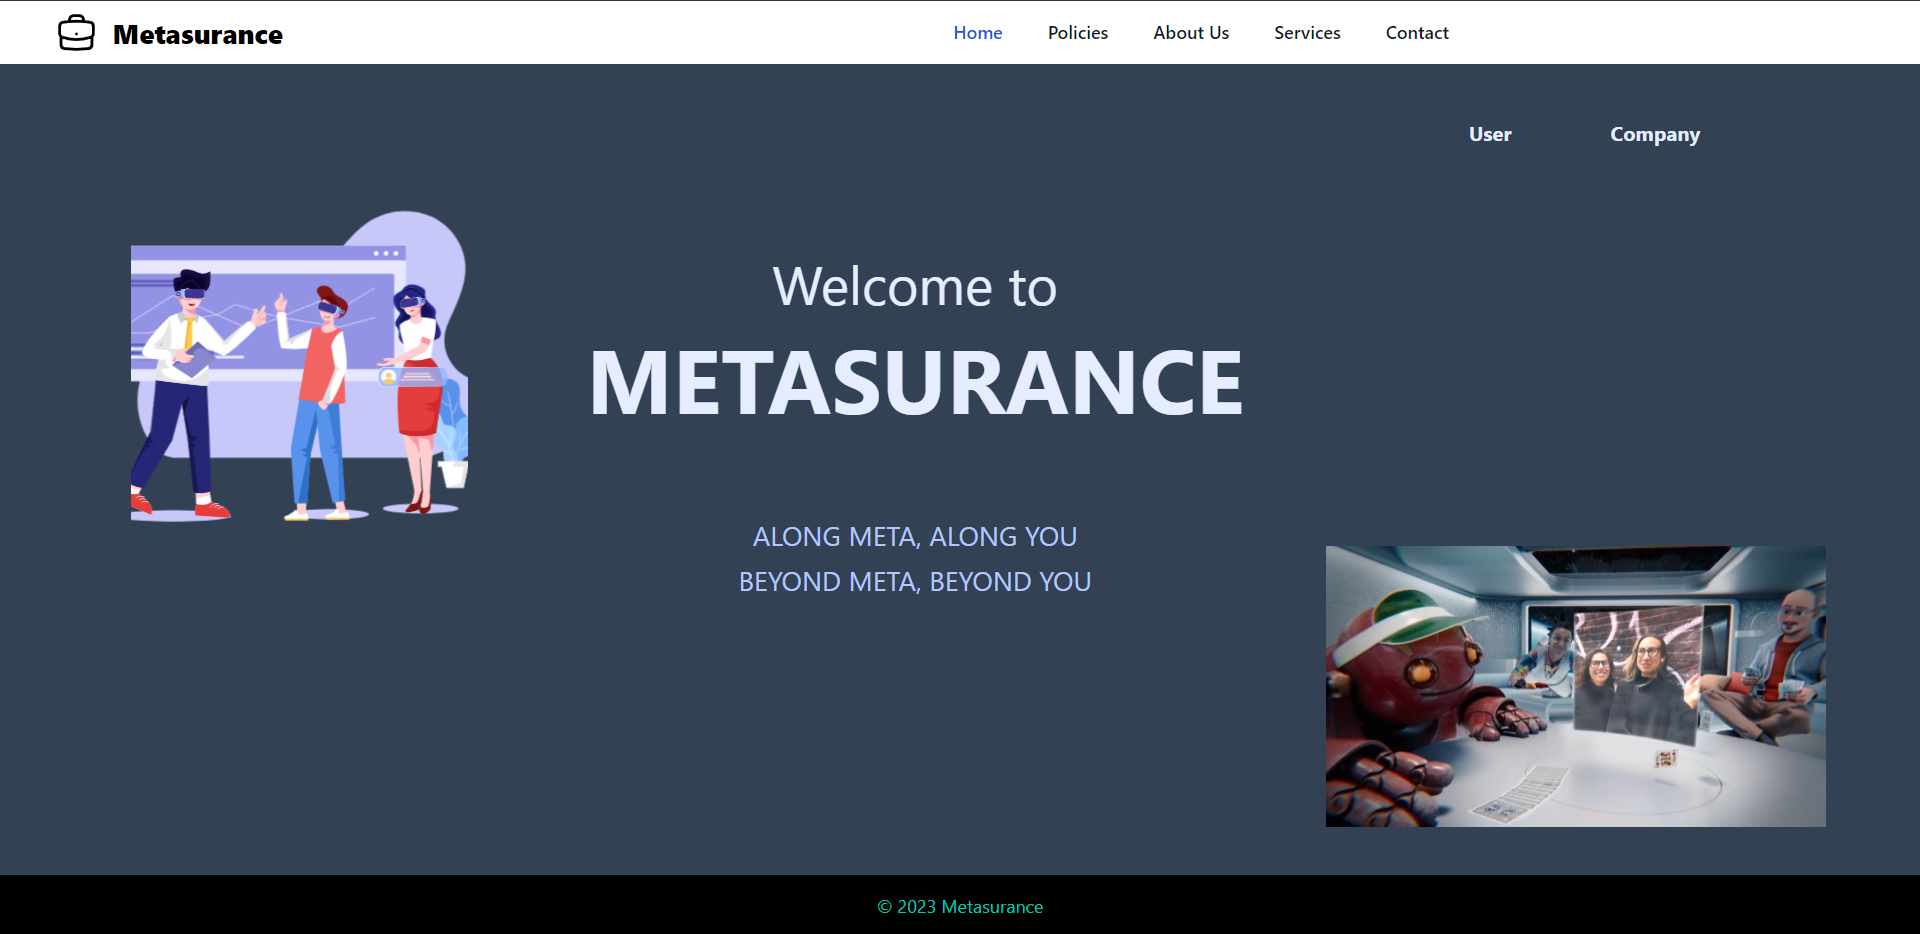 Metasurance
Home Policies About Us Services Contact
User Company
Welcome to
METASURANCE
ALONG META, ALONG YOU
BEYOND META, BEYOND YOU
© 2023 Metasurance